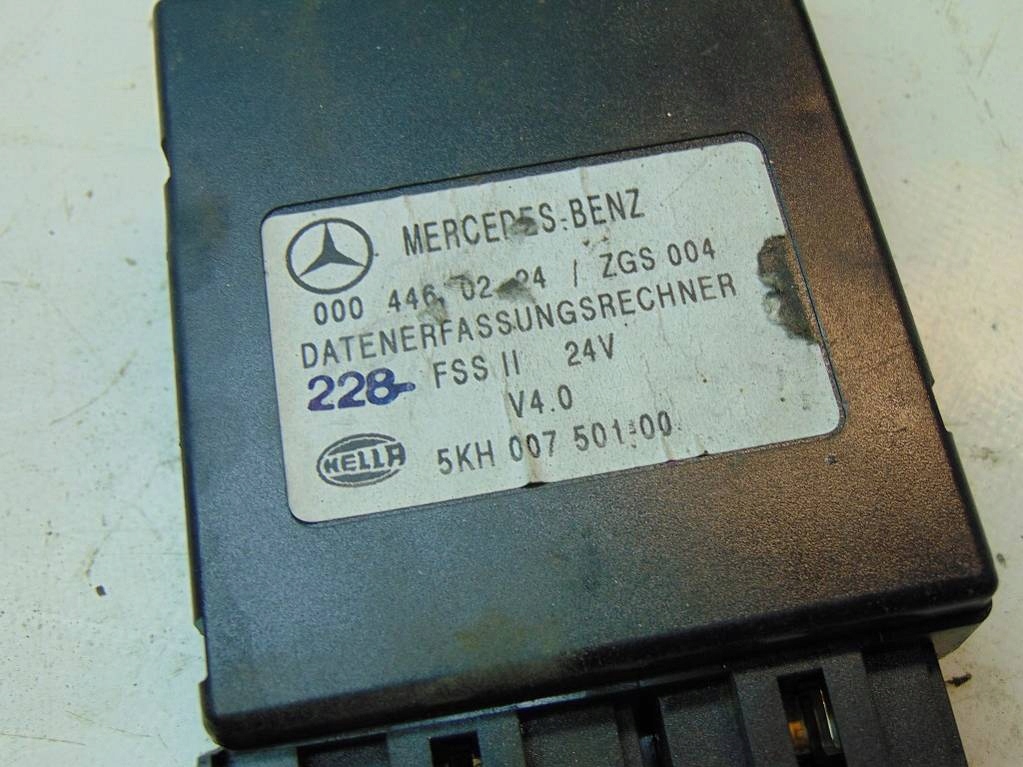 MERCEDES-BENZ
000 446 02 24 / ZGS 004
DATENERFASSUNGSRECHNER
228 FSS II 24V
V4.0
HELLA 5KH 007 501-00